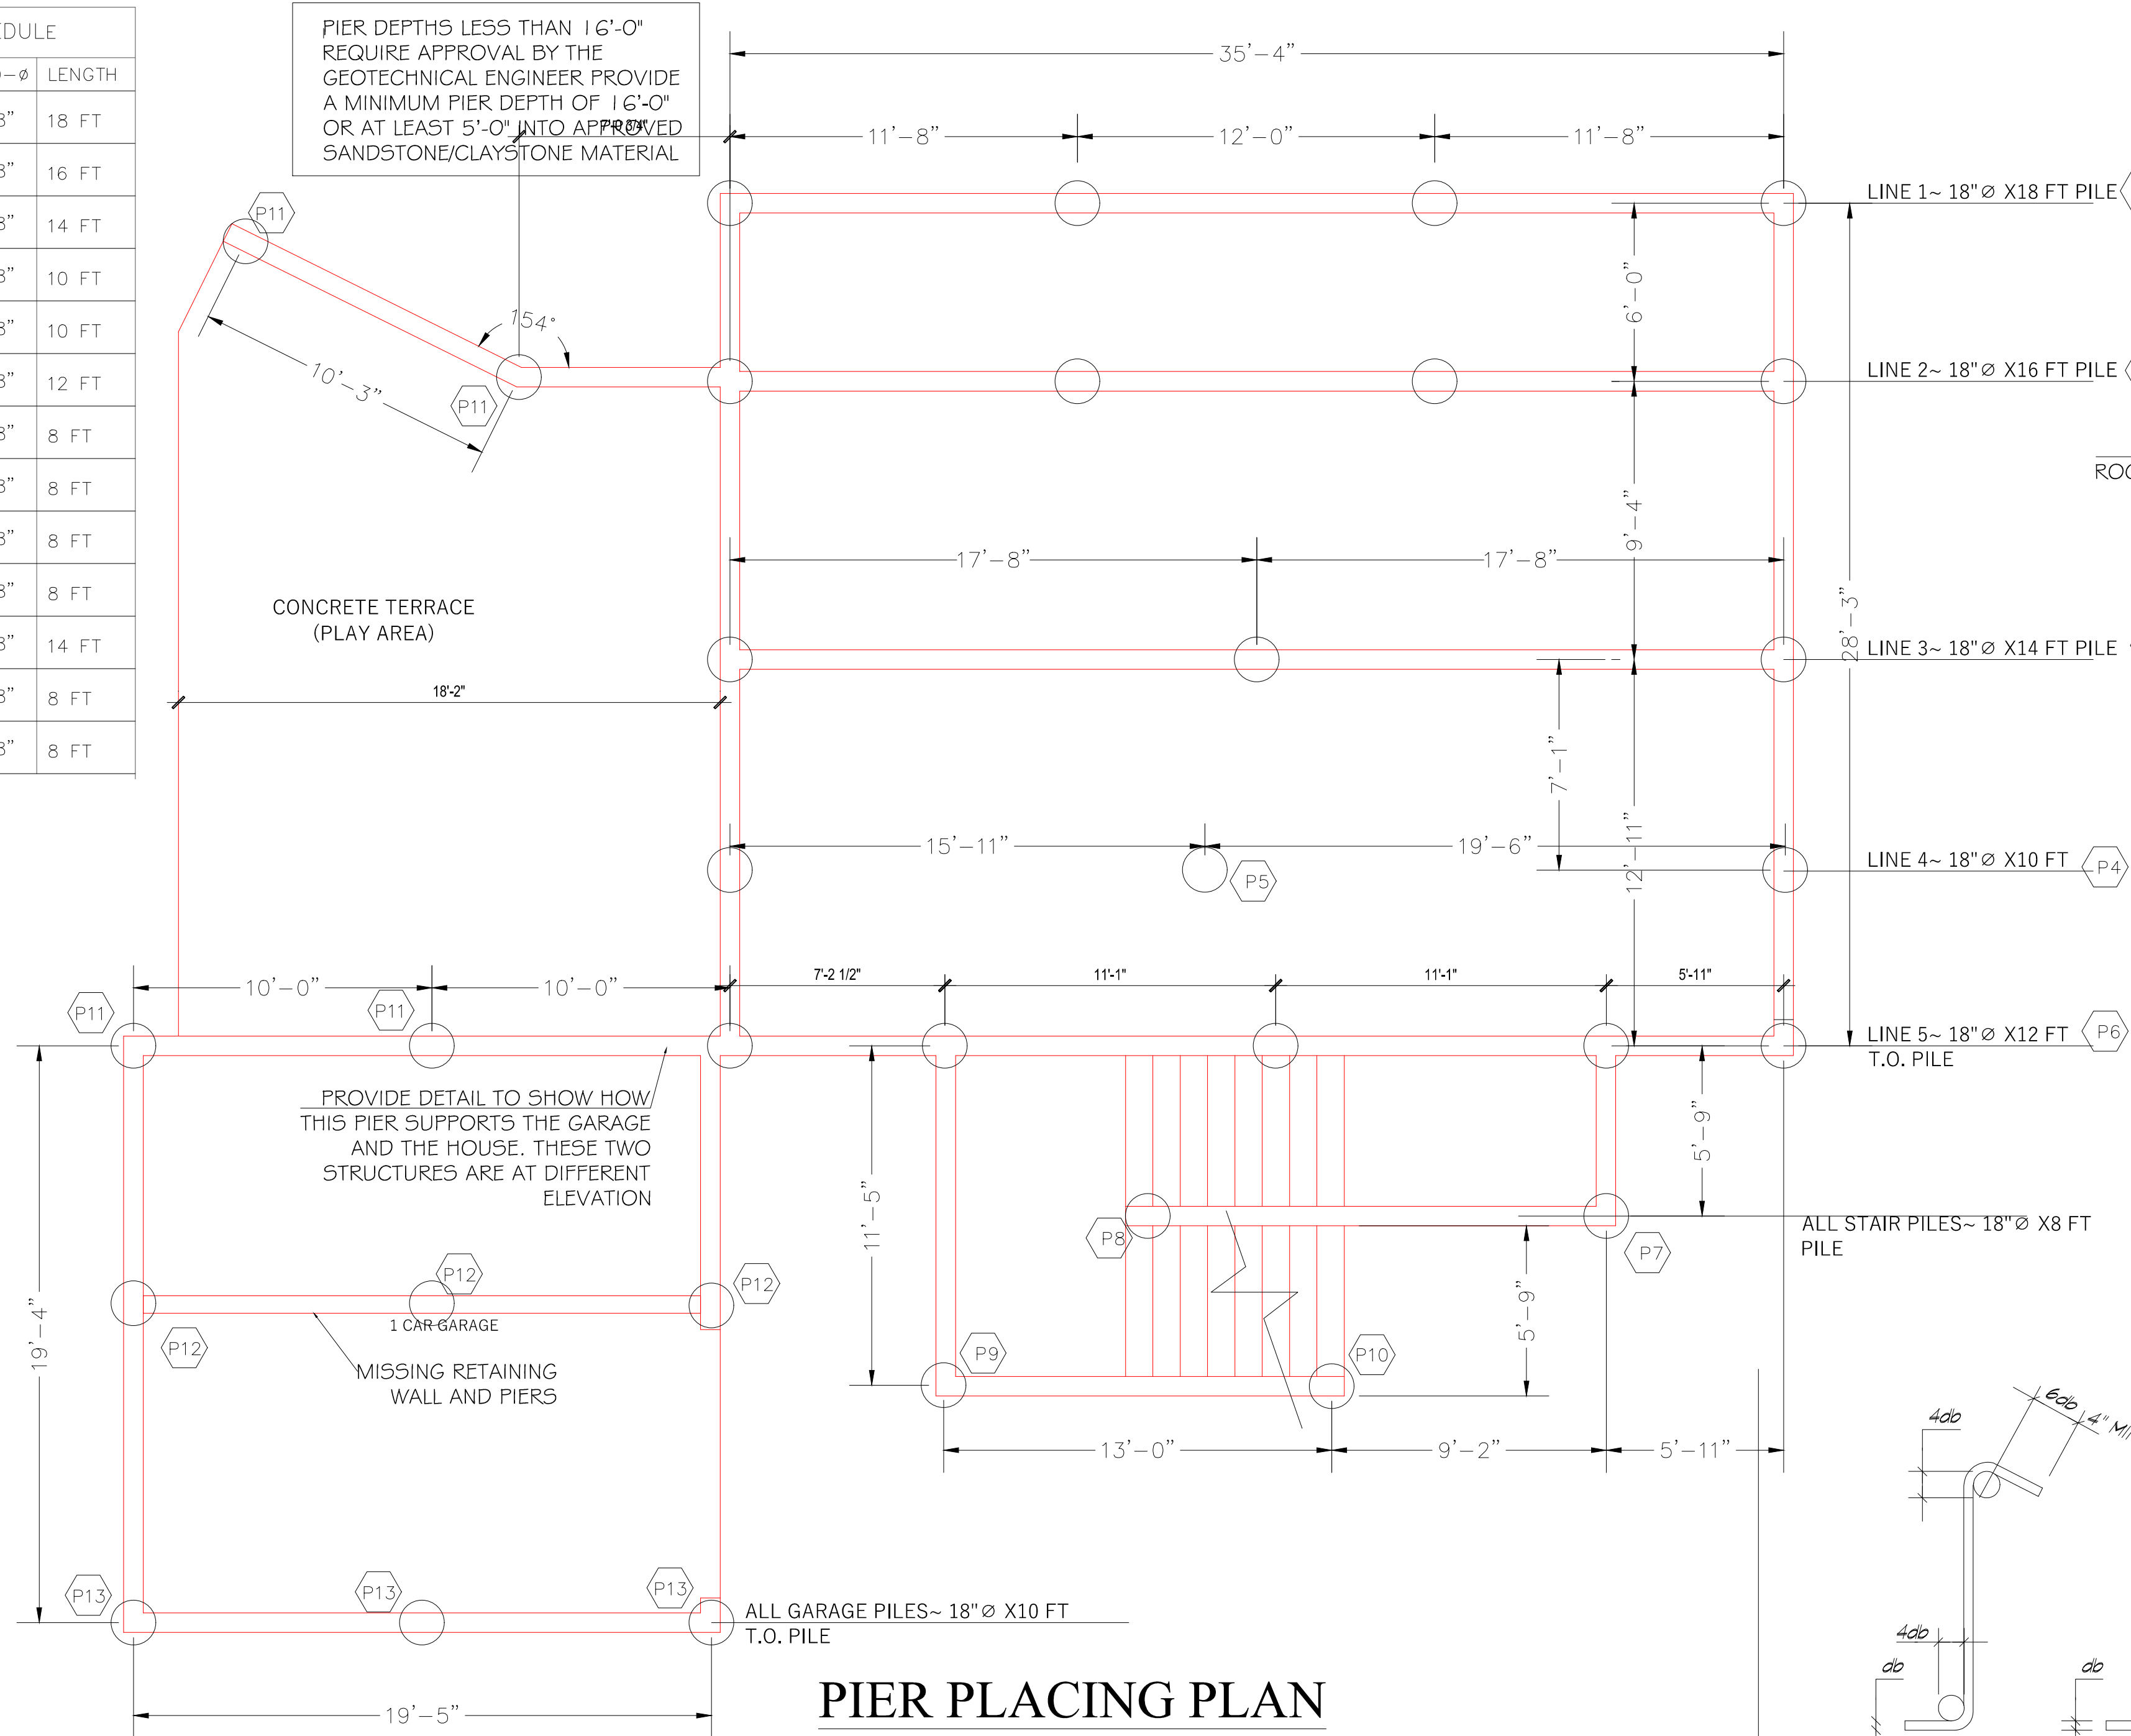 LENGTH
18 FT
16 FT
14 FT
10 FT
10 FT
12 FT
8 FT
8 FT
8 FT
8 FT
14 FT
8 FT
8 FT
PIER DEPTHS LESS THAN 16'-0"
REQUIRE APPROVAL BY THE
GEOTECHNICAL ENGINEER PROVIDE
A MINIMUM PIER DEPTH OF 16'-0"
OR AT LEAST 5'-0" INTO APPROVED
SANDSTONE/CLAYSTONE MATERIAL
7'-0 3/4"
35'-4"
11'-8"
12'-0"
11'-8"
P11
LINE 1~ 18"Ø X18 FT PILE
6'-0"
154°
10'-3"
P11
LINE 2~ 18"Ø X16 FT PILE
9'-4"
17'-8"
17'-8"
28'-3"
CONCRETE TERRACE
(PLAY AREA)
LINE 3~ 18"Ø X14 FT PILE
18'-2"
7'-1"
12'-11"
15'-11"
19'-6"
P5
LINE 4~ 18"Ø X10 FT
P4
10'-0"
10'-0"
7'-2 1/2"
11'-1"
11'-1"
5'-11"
P11
P11
LINE 5~ 18"Ø X12 FT
T.O. PILE
P6
PROVIDE DETAIL TO SHOW HOW
THIS PIER SUPPORTS THE GARAGE
AND THE HOUSE. THESE TWO
STRUCTURES ARE AT DIFFERENT
ELEVATION
5'-9"
11'-5"
P8
P7
ALL STAIR PILES~ 18"Ø X8 FT
PILE
P12
P12
P12
1 CAR GARAGE
19'-4"
5'-9"
MISSING RETAINING
WALL AND PIERS
P9
P10
13'-0"
9'-2"
5'-11"
P13
P13
P13
ALL GARAGE PILES~ 18"Ø X10 FT
T.O. PILE
19'-5"
PIER PLACING PLAN
4db
6db
4"
4db
db
db